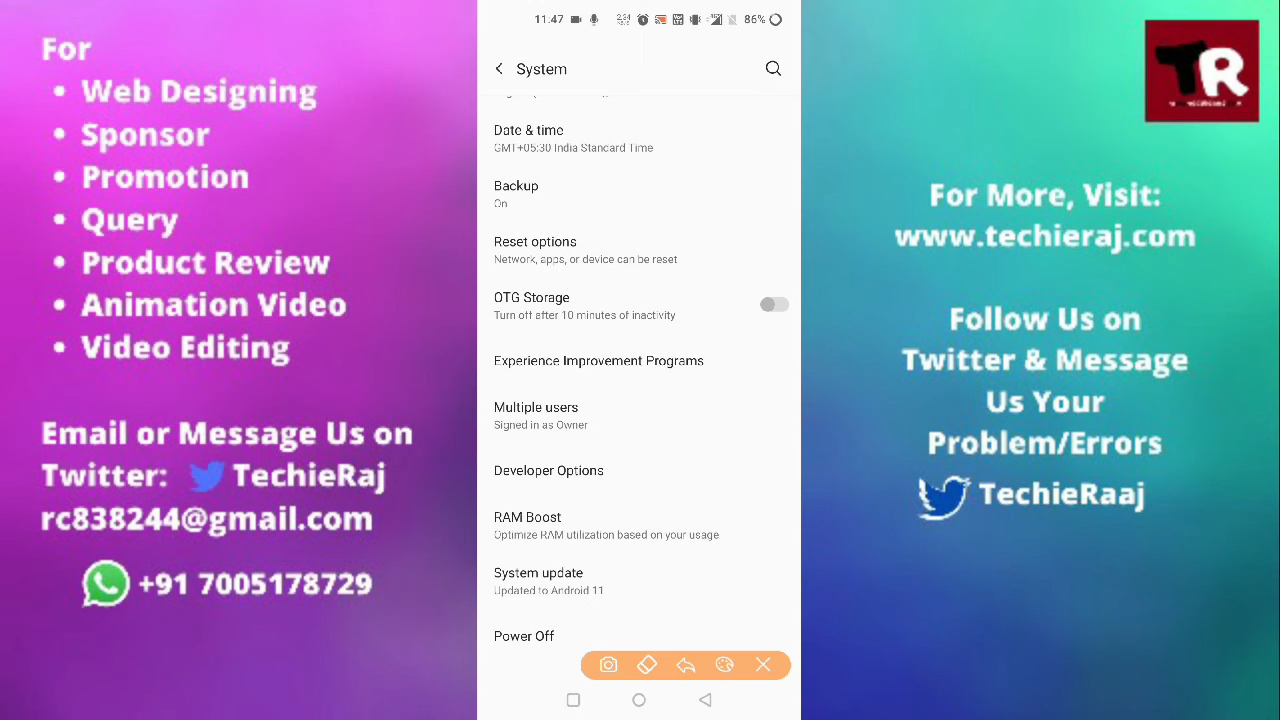 For
• Web Designing
• Sponsor
• Promotion
• Query
• Product Review
• Animation Video
• Video Editing
Email or Message Us on
Twitter: TechieRaj
rc838244@gmail.com
+91 7005178729
11:47
86%
System
Date & time
GMT+05:30 India Standard Time
Backup
On
Reset options
Network, apps, or device can be reset
OTG Storage
Turn off after 10 minutes of inactivity
Experience Improvement Programs
Multiple users
Signed in as Owner
Developer Options
RAM Boost
Optimize RAM utilization based on your usage
System update
Updated to Android 11
Power Off
TR
For More, Visit:
www.techieraj.com
Follow Us on
Twitter & Message
Us Your
Problem/Errors
TechieRaaj